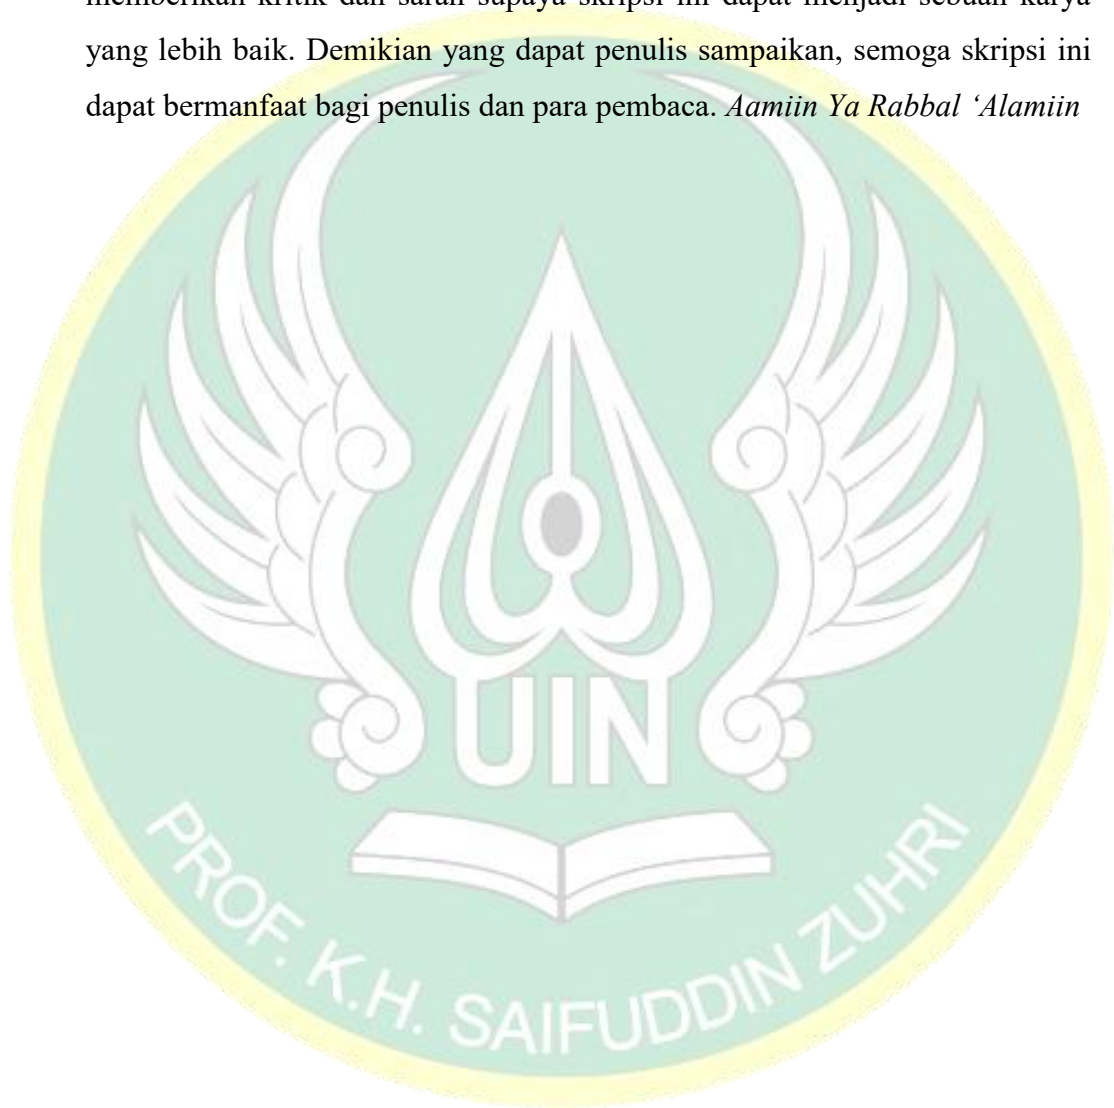 memberikan kritik dan saran supaya skripsi ini dapat menjadi sebuah karya
yang lebih baik. Demikian yang dapat penulis sampaikan, semoga skripsi ini
dapat bermanfaat bagi penulis dan para pembaca. Aamiin Ya Rabbal ‘Alamiin
UIN
PROF. K.H. SAIFUDDIN ZUHRI